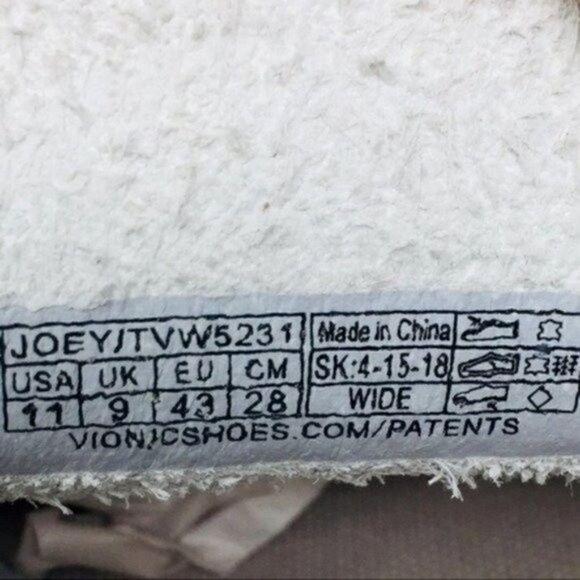 JOEY/TVW5231
USA UK EU CM
11 9 43 28
Made in China
SK:4-15-18
WIDE
VIONICSHOES.COM/PATENTS